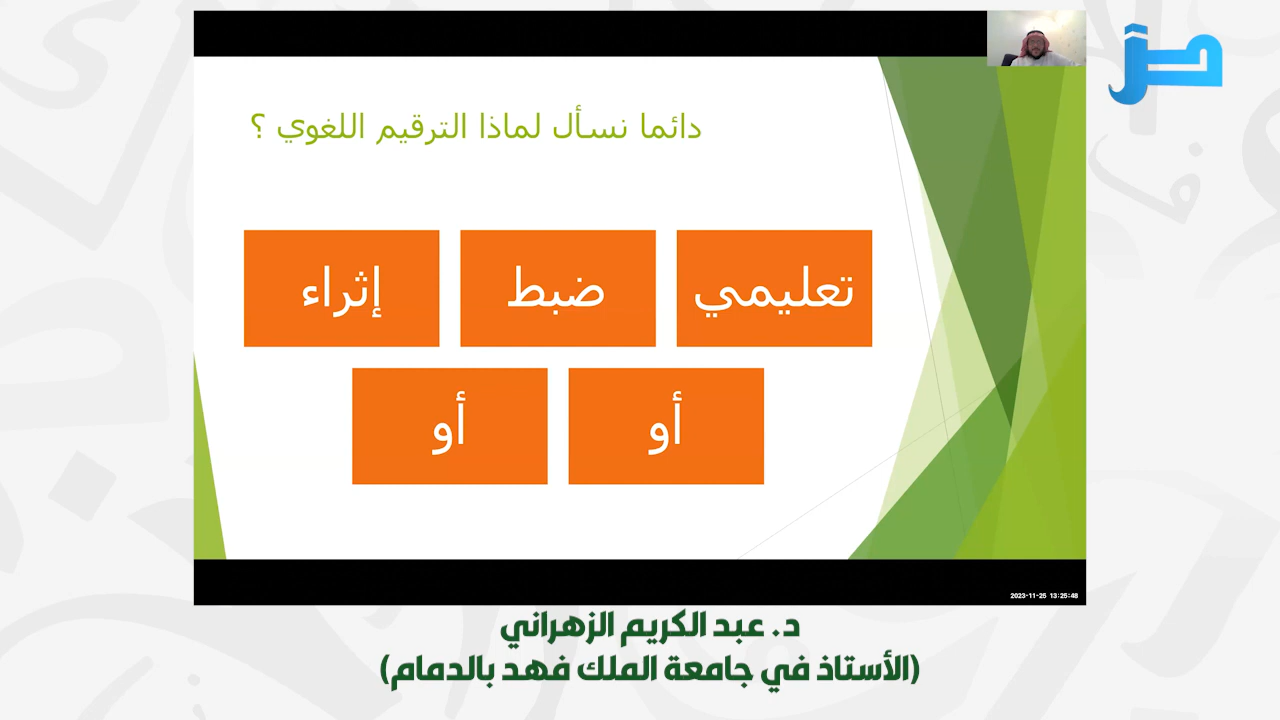 دائما نسأل لماذا الترقيم اللغوي ؟
تعليمي
ضبط
إثراء
أو
أو
2023-11-25 13:25:48
د. عبد الكريم الزهراني
(الأستاذ في جامعة الملك فهد بالدمام)